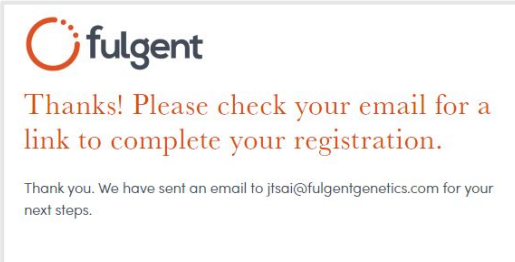 fulgent
Thanks! Please check your email for a
link to complete your registration.
Thank you. We have sent an email to jtsai@fulgentgenetics.com for your
next steps.